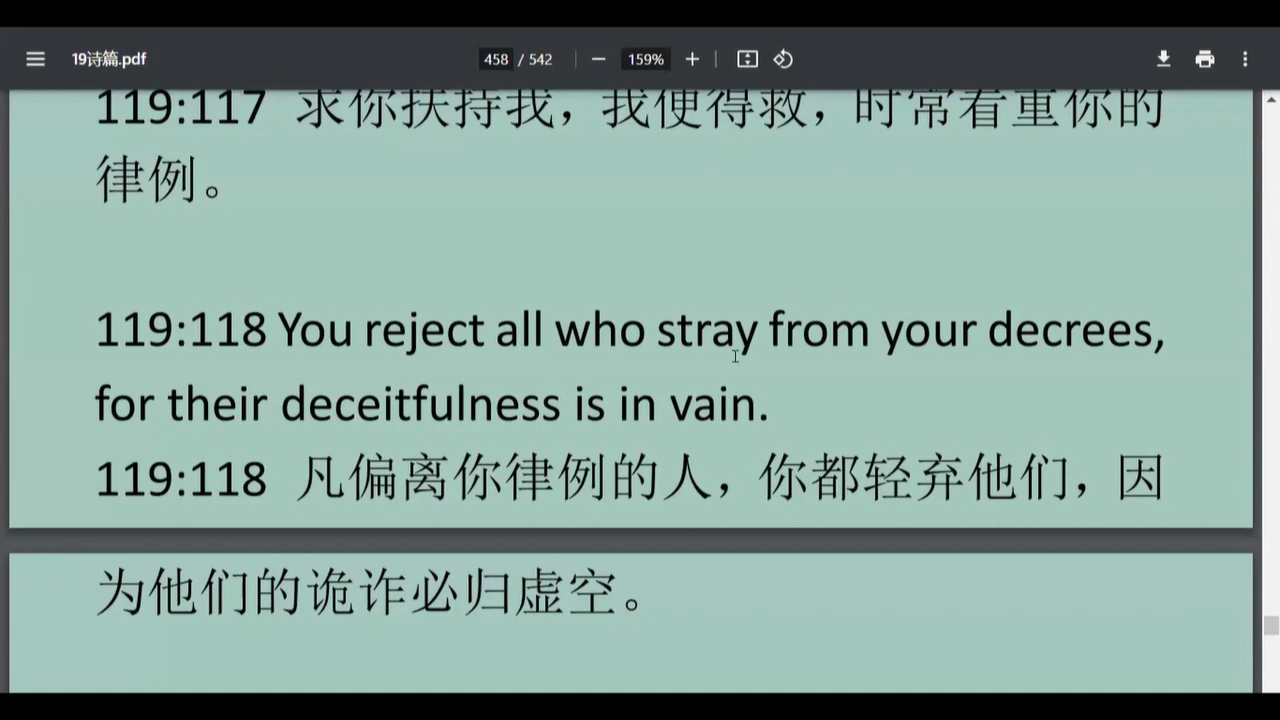 19诗篇.pdf
458 / 542
159%
119:117 求你扶持我，我便得救，时常看重你的
律例。
119:118 You reject all who stray from your decrees,
for their deceitfulness is in vain.
119:118 凡偏离你律例的人，你都轻弃他们，因
为他们的诡诈必归虚空。